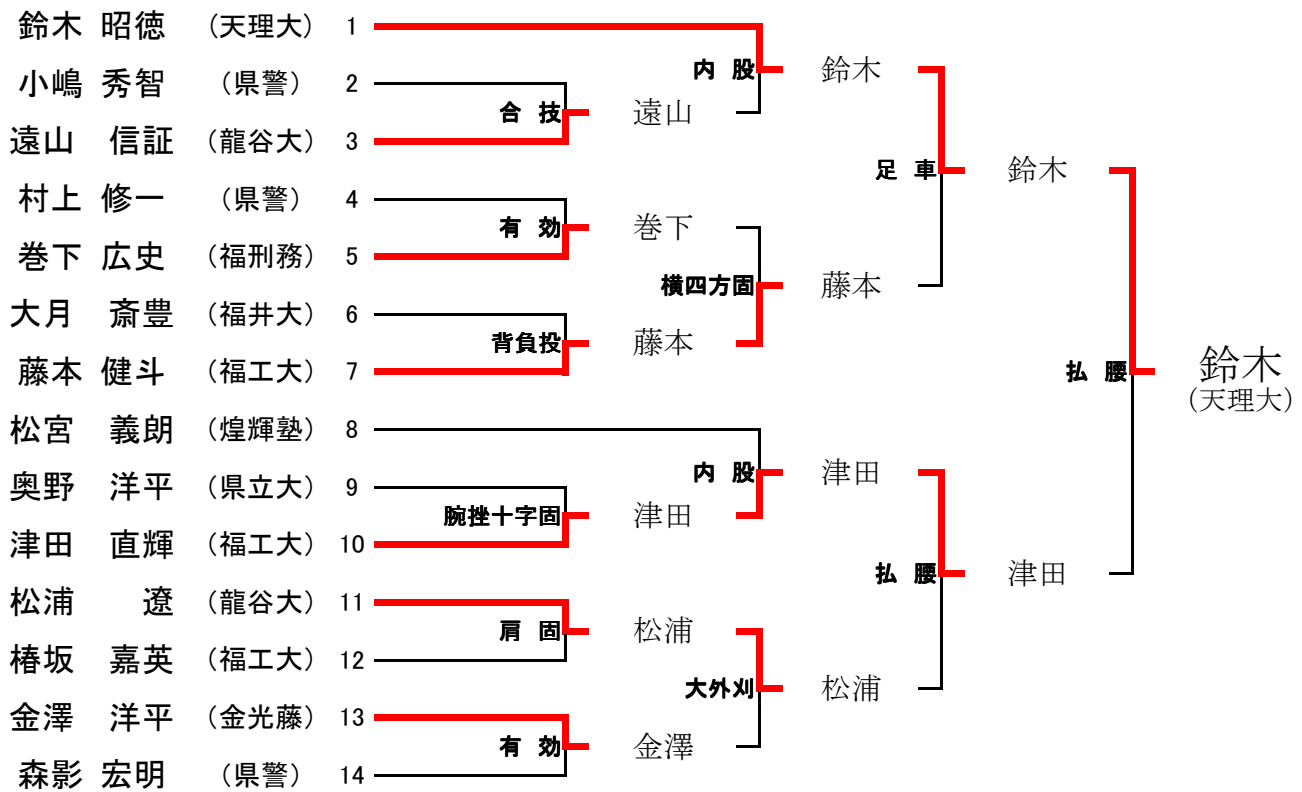 鈴木 昭徳 （天理大） 1
内 股 鈴木
小嶋 秀智 （県警） 2
合 技 遠山
遠山 信証 （龍谷大） 3
足 車 鈴木
村上 修一 （県警） 4
有 効 巻下
巻下 広史 （福刑務） 5
横四方固 藤本
大月 斎豊 （福井大） 6
背負投 藤本
藤本 健斗 （福工大） 7
払 腰 鈴木
（天理大）
松宮 義朗 （煌輝塾） 8
内 股 津田
奥野 洋平 （県立大） 9
腕挫十字固 津田
津田 直輝 （福工大） 10
払 腰 津田
松浦 遼 （龍谷大） 11
肩 固 松浦
椿坂 嘉英 （福工大） 12
大外刈 松浦
金澤 洋平 （金光藤） 13
有 効 金澤
森影 宏明 （県警） 14